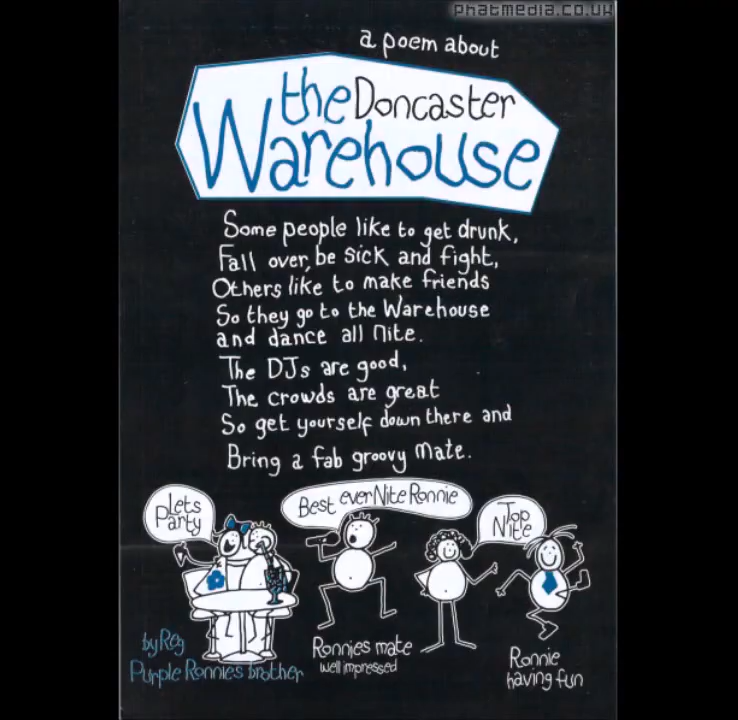 phatmedia.co.uk
a poem about
the Doncaster
Warehouse
Some people like to get drunk,
Fall over, be sick and fight,
Others like to make friends
So they go to the Warehouse
and dance all Nite.
The DJs are good,
The crowds are great
So get yourself down there and
Bring a fab groovy Mate.
Lets
Party
Best ever Nite Ronnie
Top
Nite
by Reg
Purple Ronnies brother
Ronnies mate
well impressed
Ronnie
having fun